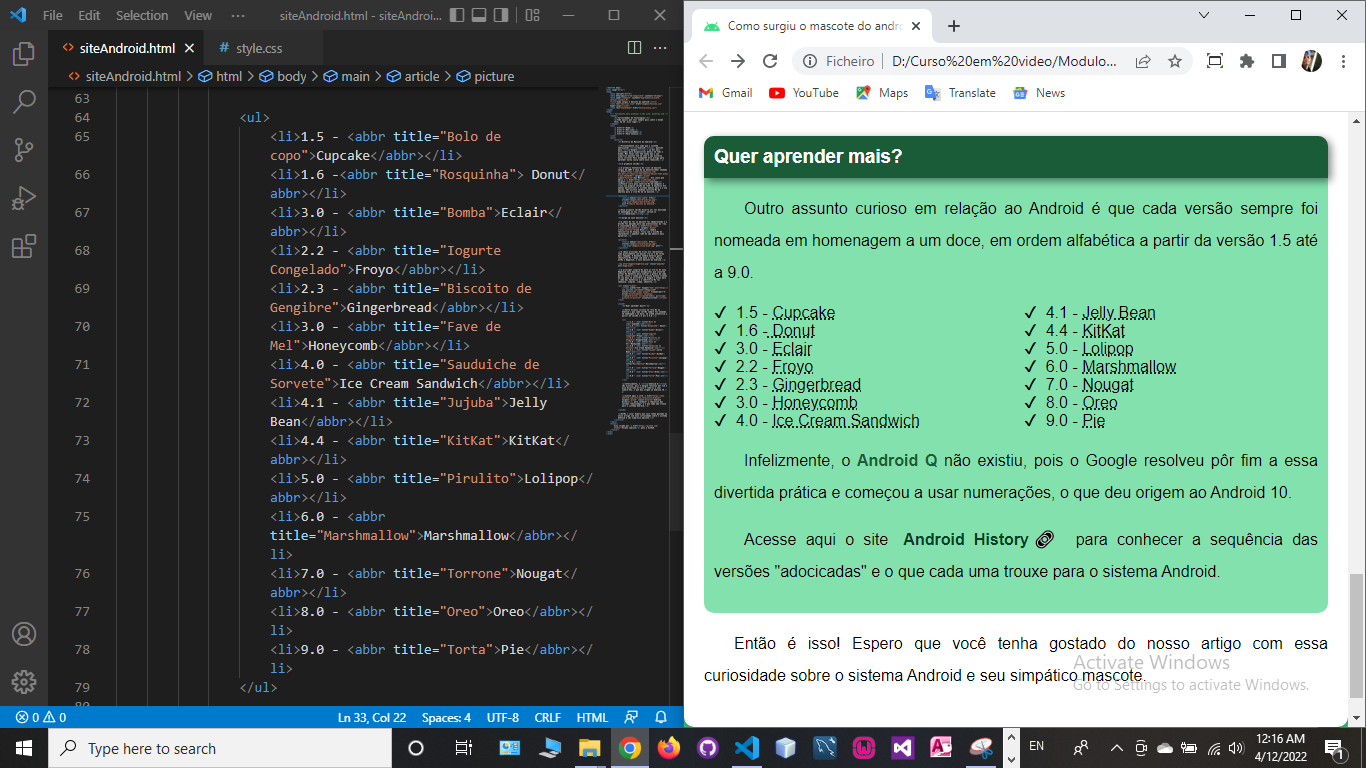 File Edit Selection View ··· siteAndroid.html - siteAndroi...
siteAndroid.html
style.css
siteAndroid.html > html > body > main > article > picture
63
64 <ul>
65 <li>1.5 - <abbr title="Bolo de
copo">Cupcake</abbr></li>
66 <li>1.6 -<abbr title="Rosquinha"> Donut</
abbr></li>
67 <li>3.0 - <abbr title="Bomba">Eclair</
abbr></li>
68 <li>2.2 - <abbr title="Iogurte
Congelado">Froyo</abbr></li>
69 <li>2.3 - <abbr title="Biscoito de
Gengibre">Gingerbread</abbr></li>
70 <li>3.0 - <abbr title="Fave de
Mel">Honeycomb</abbr></li>
71 <li>4.0 - <abbr title="Sauduiche de
Sorvete">Ice Cream Sandwich</abbr></li>
72 <li>4.1 - <abbr title="Jujuba">Jelly
Bean</abbr></li>
73 <li>4.4 - <abbr title="KitKat">KitKat</
abbr></li>
74 <li>5.0 - <abbr title="Pirulito">Lolipop</
abbr></li>
75 <li>6.0 - <abbr
title="Marshmallow">Marshmallow</abbr></
li>
76 <li>7.0 - <abbr title="Torrone">Nougat</
abbr></li>
77 <li>8.0 - <abbr title="Oreo">Oreo</abbr></
li>
78 <li>9.0 - <abbr title="Torta">Pie</abbr></
li>
79 </ul>
0 0 Ln 33, Col 22 Spaces: 4 UTF-8 CRLF HTML
Como surgiu o mascote do andro
Ficheiro | D:/Curso%20em%20video/Modulo...
Gmail YouTube Maps Translate News
Quer aprender mais?
Outro assunto curioso em relação ao Android é que cada versão sempre foi
nomeada em homenagem a um doce, em ordem alfabética a partir da versão 1.5 até
a 9.0.
✓ 1.5 - Cupcake
✓ 1.6 - Donut
✓ 3.0 - Eclair
✓ 2.2 - Froyo
✓ 2.3 - Gingerbread
✓ 3.0 - Honeycomb
✓ 4.0 - Ice Cream Sandwich
✓ 4.1 - Jelly Bean
✓ 4.4 - KitKat
✓ 5.0 - Lolipop
✓ 6.0 - Marshmallow
✓ 7.0 - Nougat
✓ 8.0 - Oreo
✓ 9.0 - Pie
Infelizmente, o Android Q não existiu, pois o Google resolveu pôr fim a essa
divertida prática e começou a usar numerações, o que deu origem ao Android 10.
Acesse aqui o site Android History para conhecer a sequência das
versões "adocicadas" e o que cada uma trouxe para o sistema Android.
Então é isso! Espero que você tenha gostado do nosso artigo com essa
curiosidade sobre o sistema Android e seu simpático mascote.
Activate Windows
Go to Settings to activate Windows.
Type here to search
EN
12:16 AM
4/12/2022
1